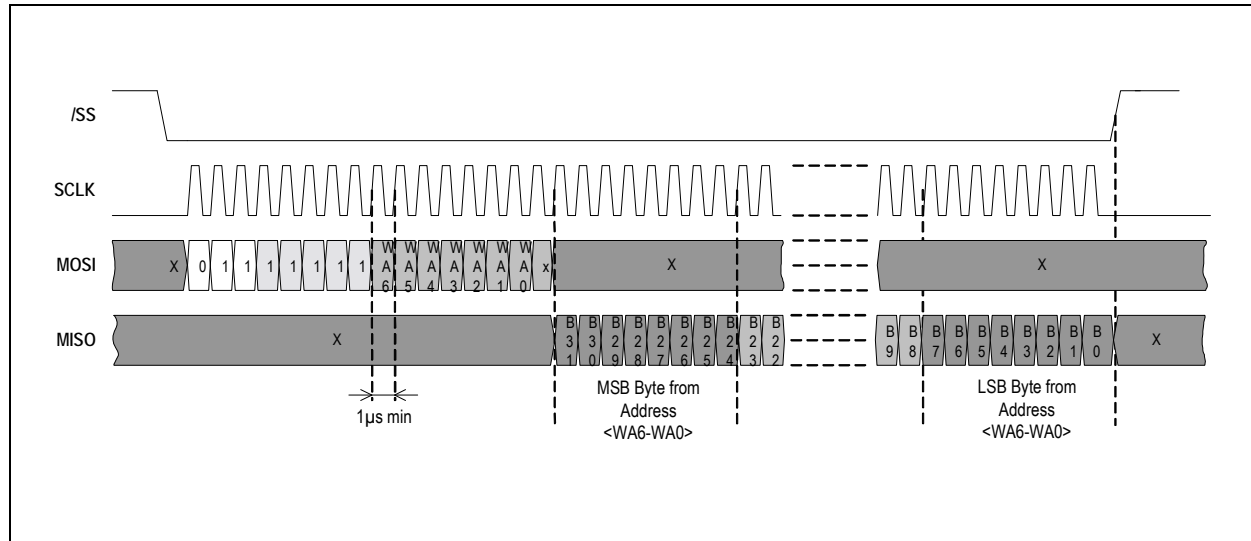 /SS
SCLK
MOSI X 0 1 1 1 1 1 1 1 WA6 WA5 WA4 WA3 WA2 WA1 WA0 x X X
MISO X B31 B30 B29 B28 B27 B26 B25 B24 B23 B22 B9 B8 B7 B6 B5 B4 B3 B2 B1 B0 X
1µs min
MSB Byte from
Address
<WA6-WA0>
LSB Byte from
Address
<WA6-WA0>